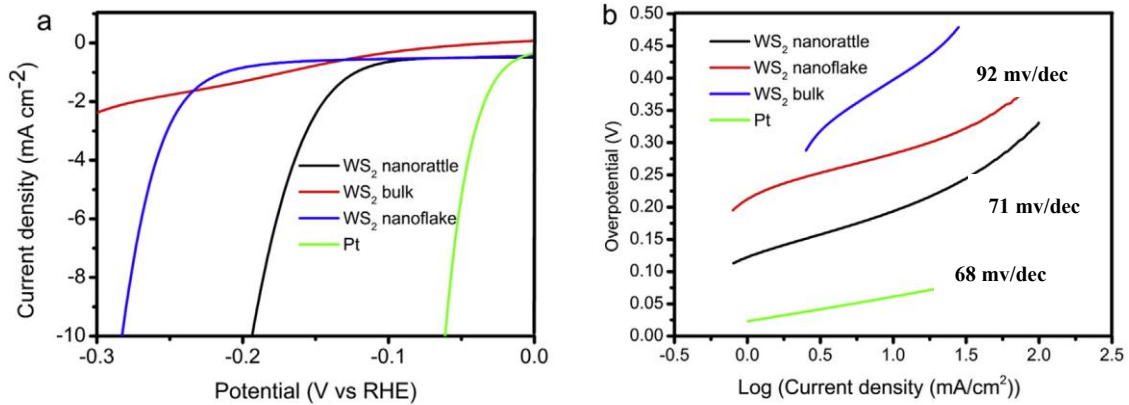 a
Current density (mA cm⁻²)
0
-2
-4
-6
-8
-10
WS₂ nanorattle
WS₂ bulk
WS₂ nanoflake
Pt
-0.3
-0.2
-0.1
0.0
Potential (V vs RHE)
b
Overpotential (V)
0.50
0.45
0.40
0.35
0.30
0.25
0.20
0.15
0.10
0.05
0.00
WS₂ nanorattle
WS₂ nanoflake
WS₂ bulk
Pt
92 mv/dec
71 mv/dec
68 mv/dec
-0.5
0.0
0.5
1.0
1.5
2.0
2.5
Log (Current density (mA/cm²))